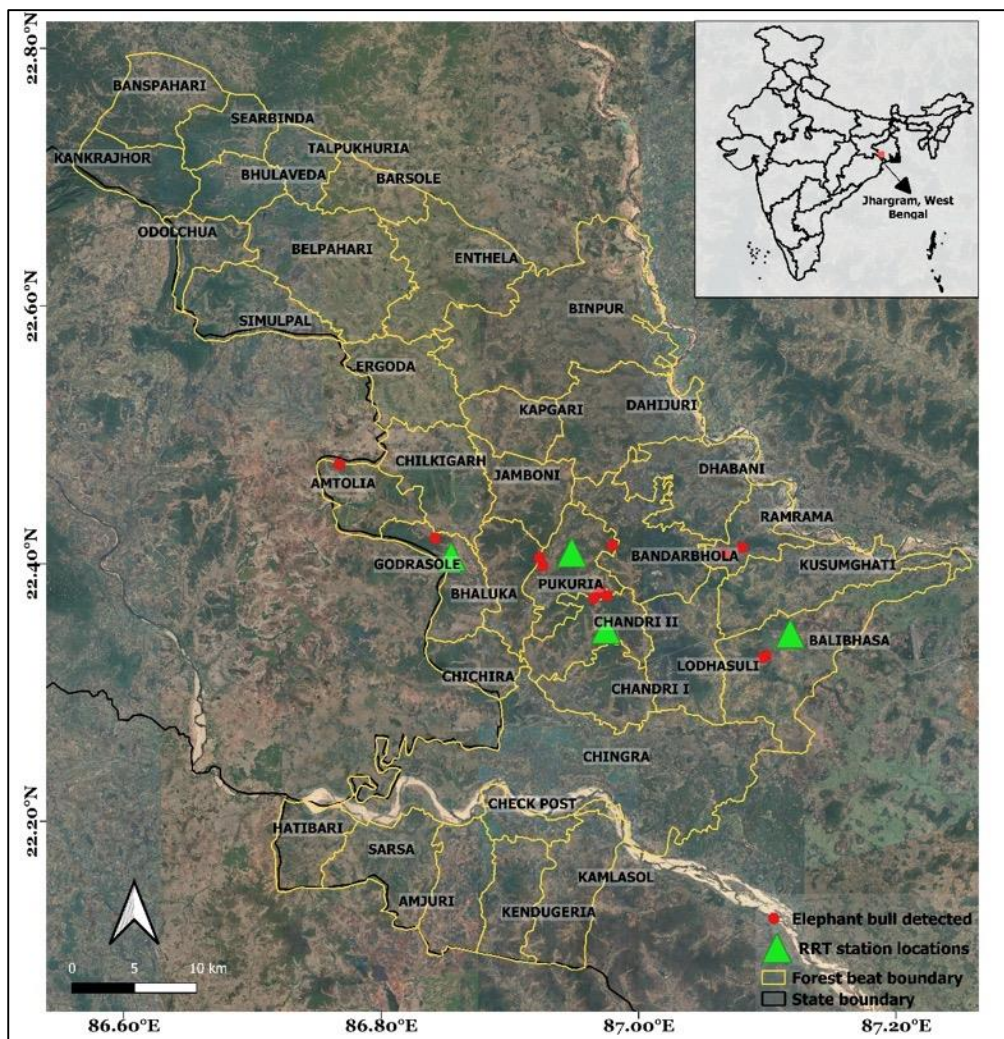 22.80°N
22.60°N
22.40°N
22.20°N
BANSPAHARI
SEARBINDA
TALPUKHURIA
KANKRAJHOR
BHULAVEDA
BARSOLE
ODOLCHUA
BELPAHARI
ENTHELA
BINPUR
SIMULPAL
ERGODA
KAPGARI
DAHIJURI
CHILKIGARH
JAMBONI
DHABANI
AMTOLIA
RAMRAMA
GODRASOLE
BANDARBHOLA
KUSUMGHATI
BHALUKA
PUKURIA
CHANDRI II
BALIBHASA
LODHASULI
CHICHIRA
CHANDRI I
CHINGRA
CHECK POST
HATIBARI
SARSA
KAMLASOL
AMJURI
KENDUGERIA
Jhargram, West
Bengal
Elephant bull detected
RRT station locations
Forest beat boundary
State boundary
0 5 10 km
86.60°E 86.80°E 87.00°E 87.20°E